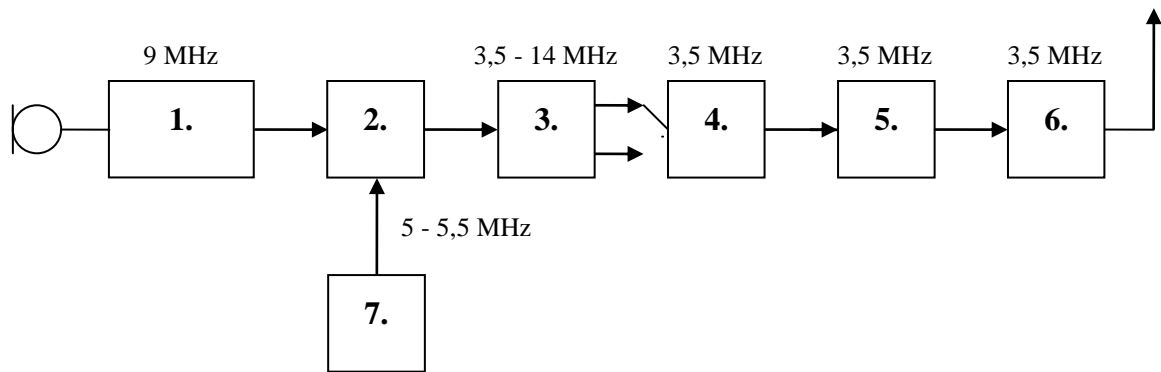 9 MHz
3,5 - 14 MHz
3,5 MHz
3,5 MHz
3,5 MHz
1.
2.
3.
4.
5.
6.
5 - 5,5 MHz
7.